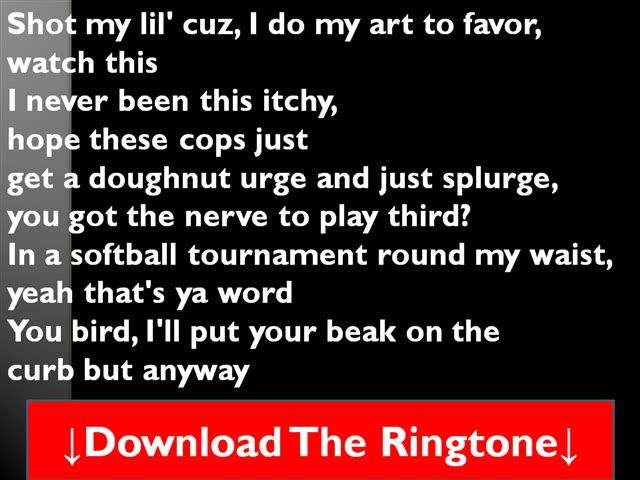 Shot my lil' cuz, I do my art to favor,
watch this
I never been this itchy,
hope these cops just
get a doughnut urge and just splurge,
you got the nerve to play third?
In a softball tournament round my waist,
yeah that's ya word
You bird, I'll put your beak on the
curb but anyway
↓Download The Ringtone↓